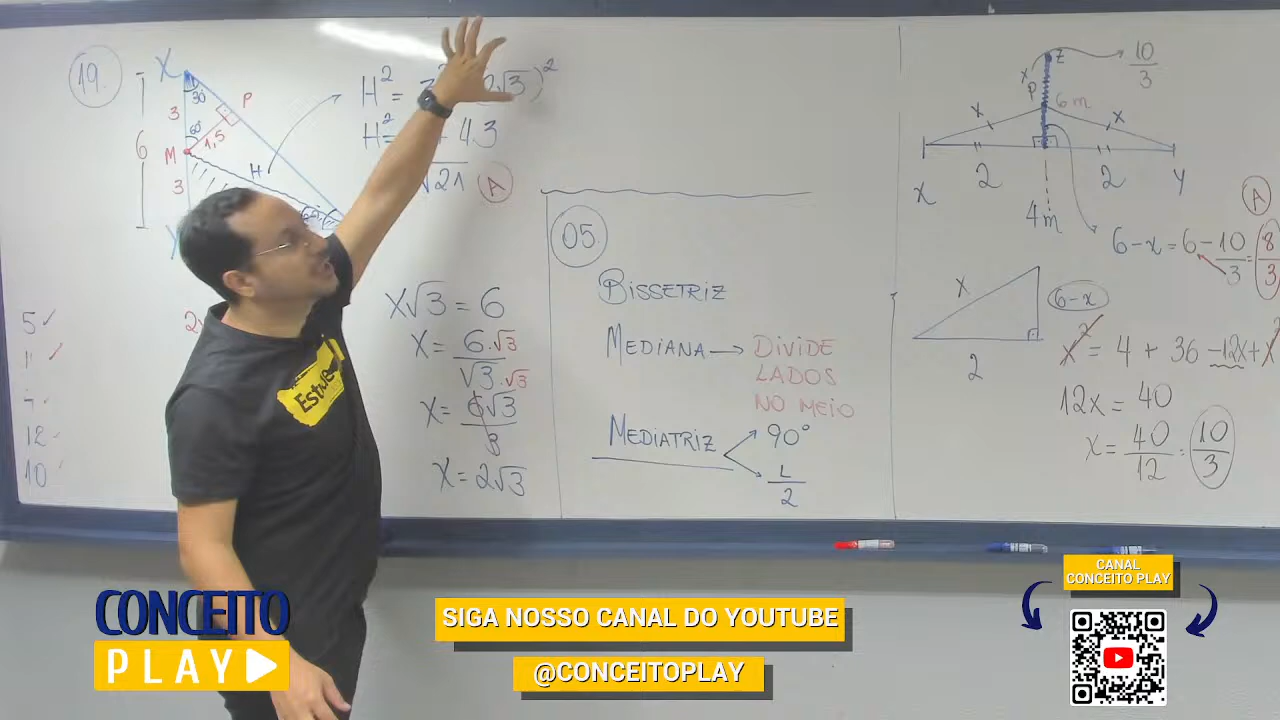 19.
X
30
3
P
60°
1,5
6
M
H
3
H² = 3² √3)²
H² = 4.3
√21 A
X√3 = 6
X = 6.√3
√3.√3
X = 6√3
3
X = 2√3
5
11
12
10
05
BISSETRIZ
MEDIANA → DIVIDE
LADOS
NO MEIO
MEDIATRIZ
90°
L
2
Z
10
3
X
P
6m
X
X
2
2
X
Y
4m
A
6-x = 6 - 10/3 = 8/3
X
6-x
2
X² = 4 + 36 - 12x + X²
12x = 40
X = 40/12 : 10/3
Estude
CONCEITO
PLAY
SIGA NOSSO CANAL DO YOUTUBE
@CONCEITOPLAY
CANAL
CONCEITO PLAY